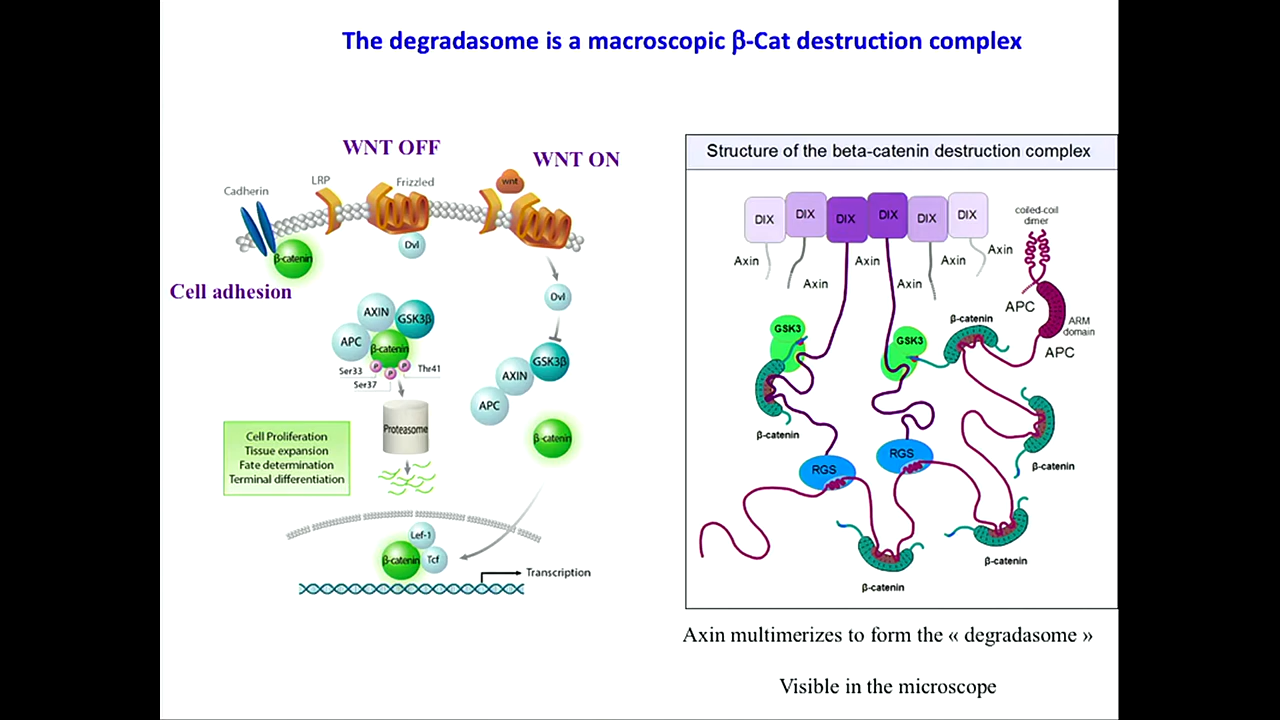 The degradasome is a macroscopic β-Cat destruction complex
WNT OFF
WNT ON
LRP
Frizzled
wnt
Cadherin
Dvl
β-catenin
Cell adhesion
Dvl
AXIN
GSK3β
APC
β-catenin
P
P
P
Ser33
Ser37
Thr41
GSK3β
AXIN
APC
Proteasome
β-catenin
Cell Proliferation
Tissue expansion
Fate determination
Terminal differentiation
Lef-1
β-catenin
Tcf
Transcription
Structure of the beta-catenin destruction complex
DIX
DIX
DIX
DIX
DIX
DIX
coiled-coil
dimer
Axin
Axin
Axin
Axin
Axin
Axin
APC
ARM
domain
APC
GSK3
GSK3
β-catenin
β-catenin
β-catenin
RGS
RGS
β-catenin
β-catenin
Axin multimerizes to form the « degradasome »
Visible in the microscope